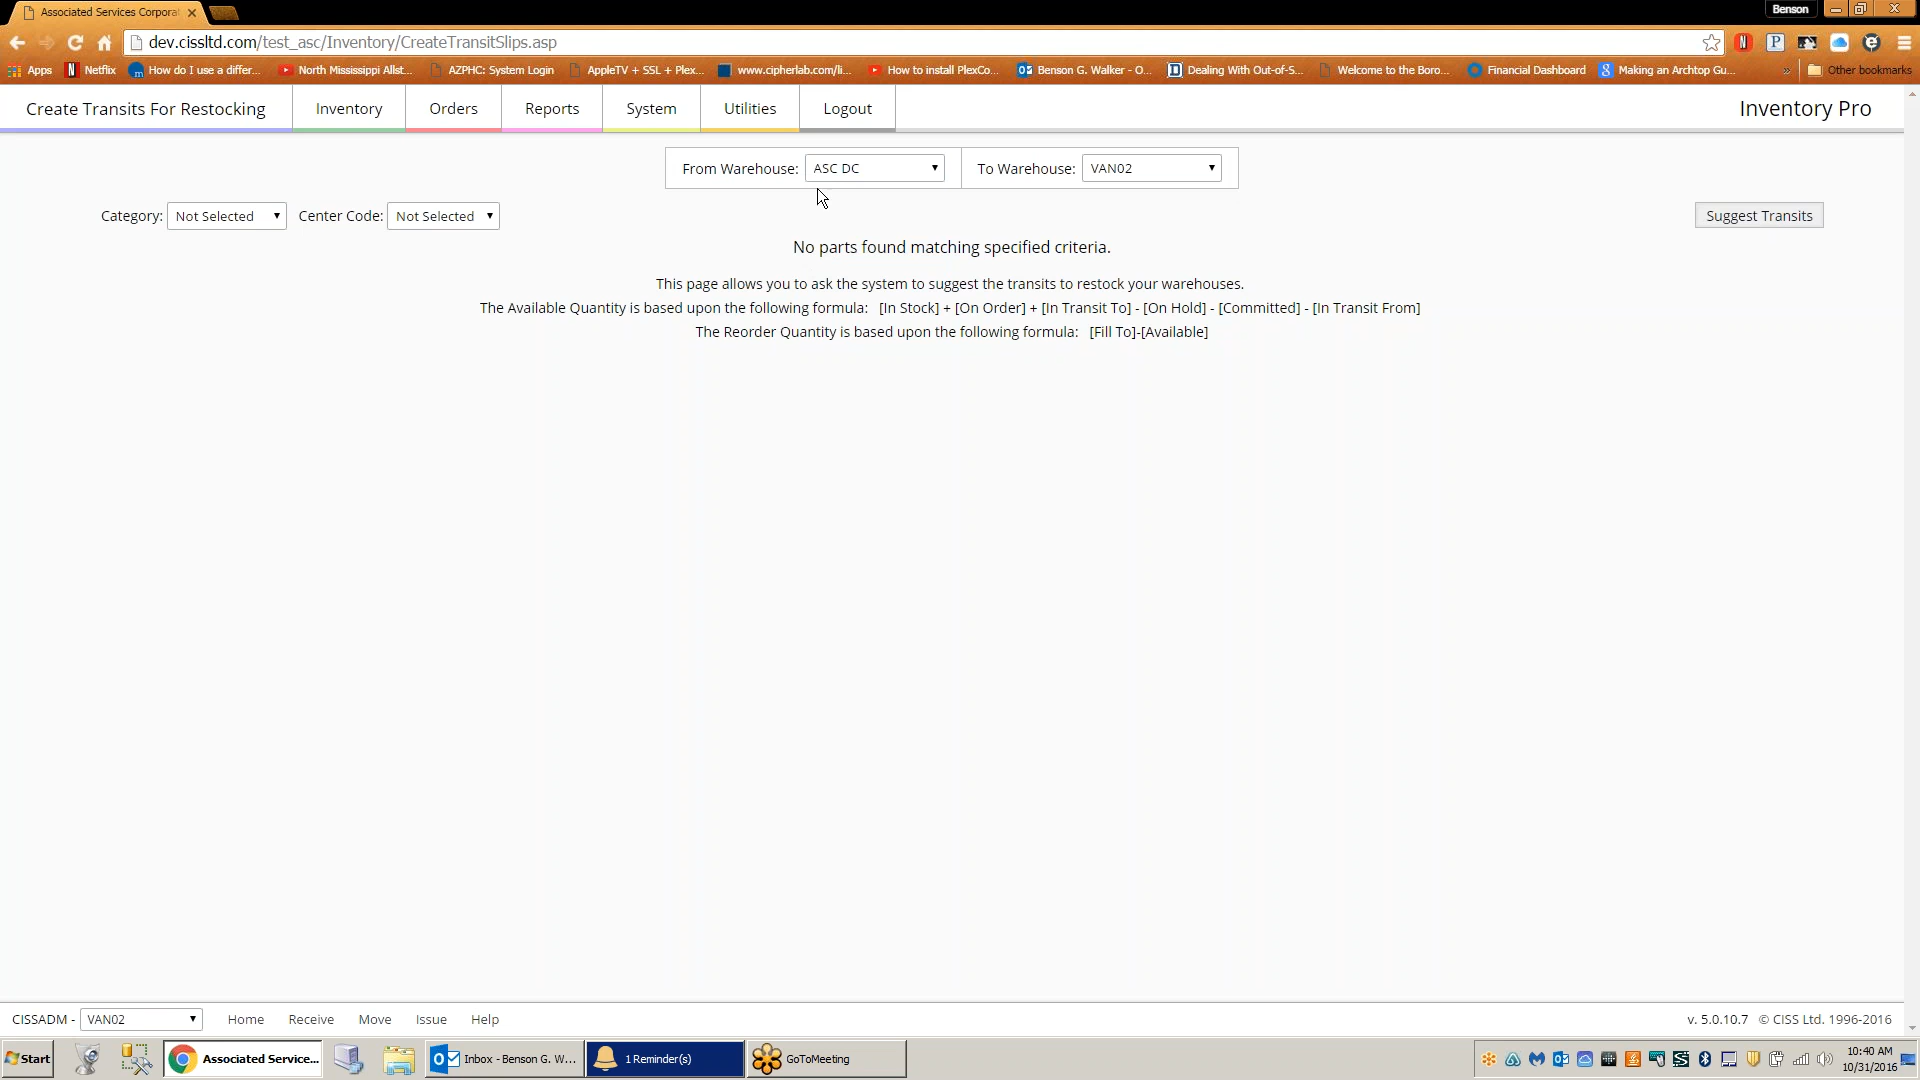 Associated Services Corporat
Benson
dev.cissltd.com/test_asc/Inventory/CreateTransitSlips.asp
Apps Netflix How do I use a differ... North Mississippi Allst... AZPHC: System Login AppleTV + SSL + Plex... www.cipherlab.com/li... How to install PlexCo... Benson G. Walker - O... Dealing With Out-of-S... Welcome to the Boro... Financial Dashboard Making an Archtop Gu... » Other bookmarks
Create Transits For Restocking Inventory Orders Reports System Utilities Logout Inventory Pro
From Warehouse: ASC DC To Warehouse: VAN02
Category: Not Selected Center Code: Not Selected Suggest Transits
No parts found matching specified criteria.
This page allows you to ask the system to suggest the transits to restock your warehouses.
The Available Quantity is based upon the following formula: [In Stock] + [On Order] + [In Transit To] - [On Hold] - [Committed] - [In Transit From]
The Reorder Quantity is based upon the following formula: [Fill To]-[Available]
CISSADM - VAN02 Home Receive Move Issue Help v. 5.0.10.7 © CISS Ltd. 1996-2016
Start Associated Service... Inbox - Benson G. W... 1 Reminder(s) GoToMeeting 10:40 AM
10/31/2016